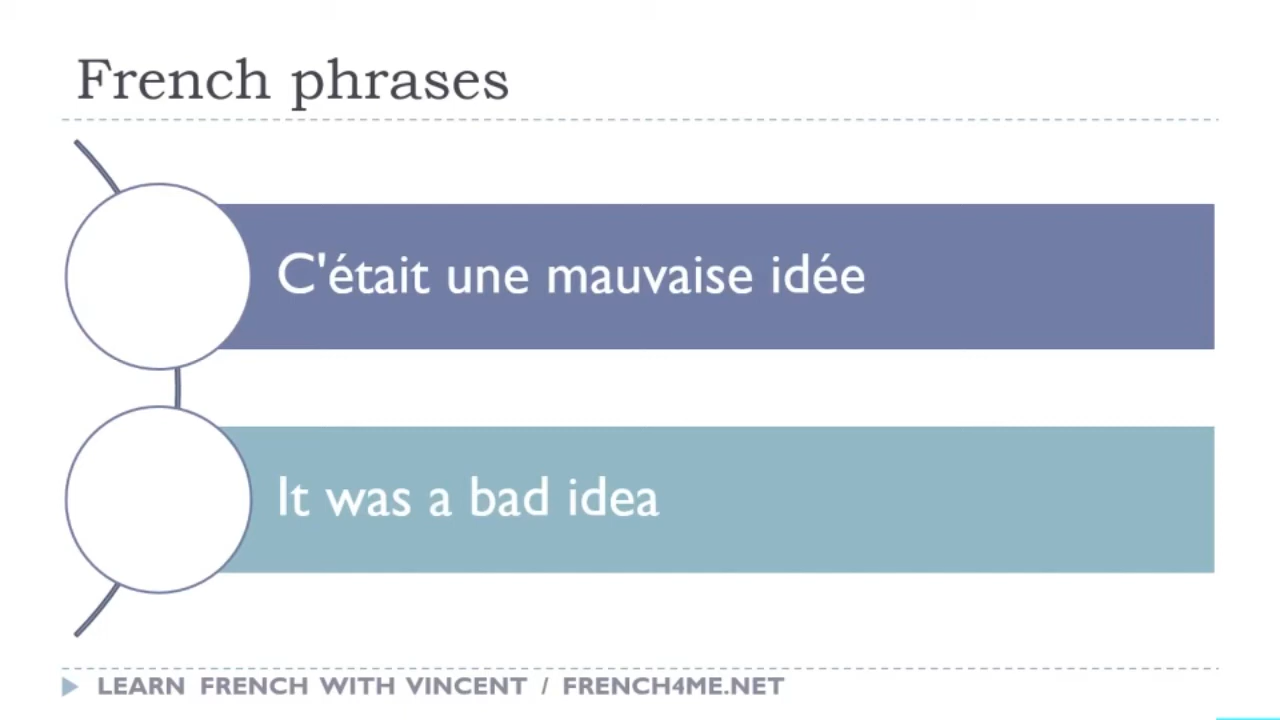 French phrases
C'était une mauvaise idée
It was a bad idea
LEARN FRENCH WITH VINCENT / FRENCH4ME.NET